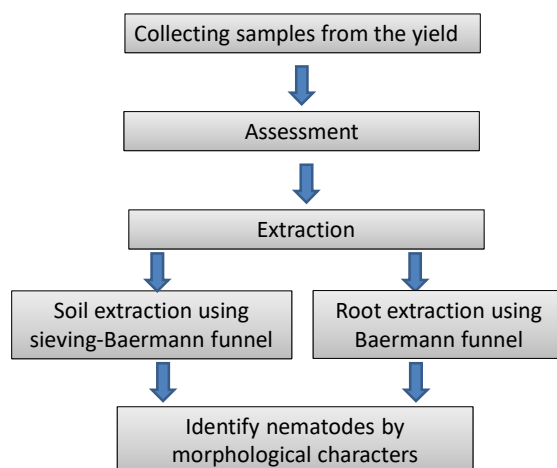 Collecting samples from the yield
Assessment
Extraction
Soil extraction using
sieving-Baermann funnel
Root extraction using
Baermann funnel
Identify nematodes by
morphological characters